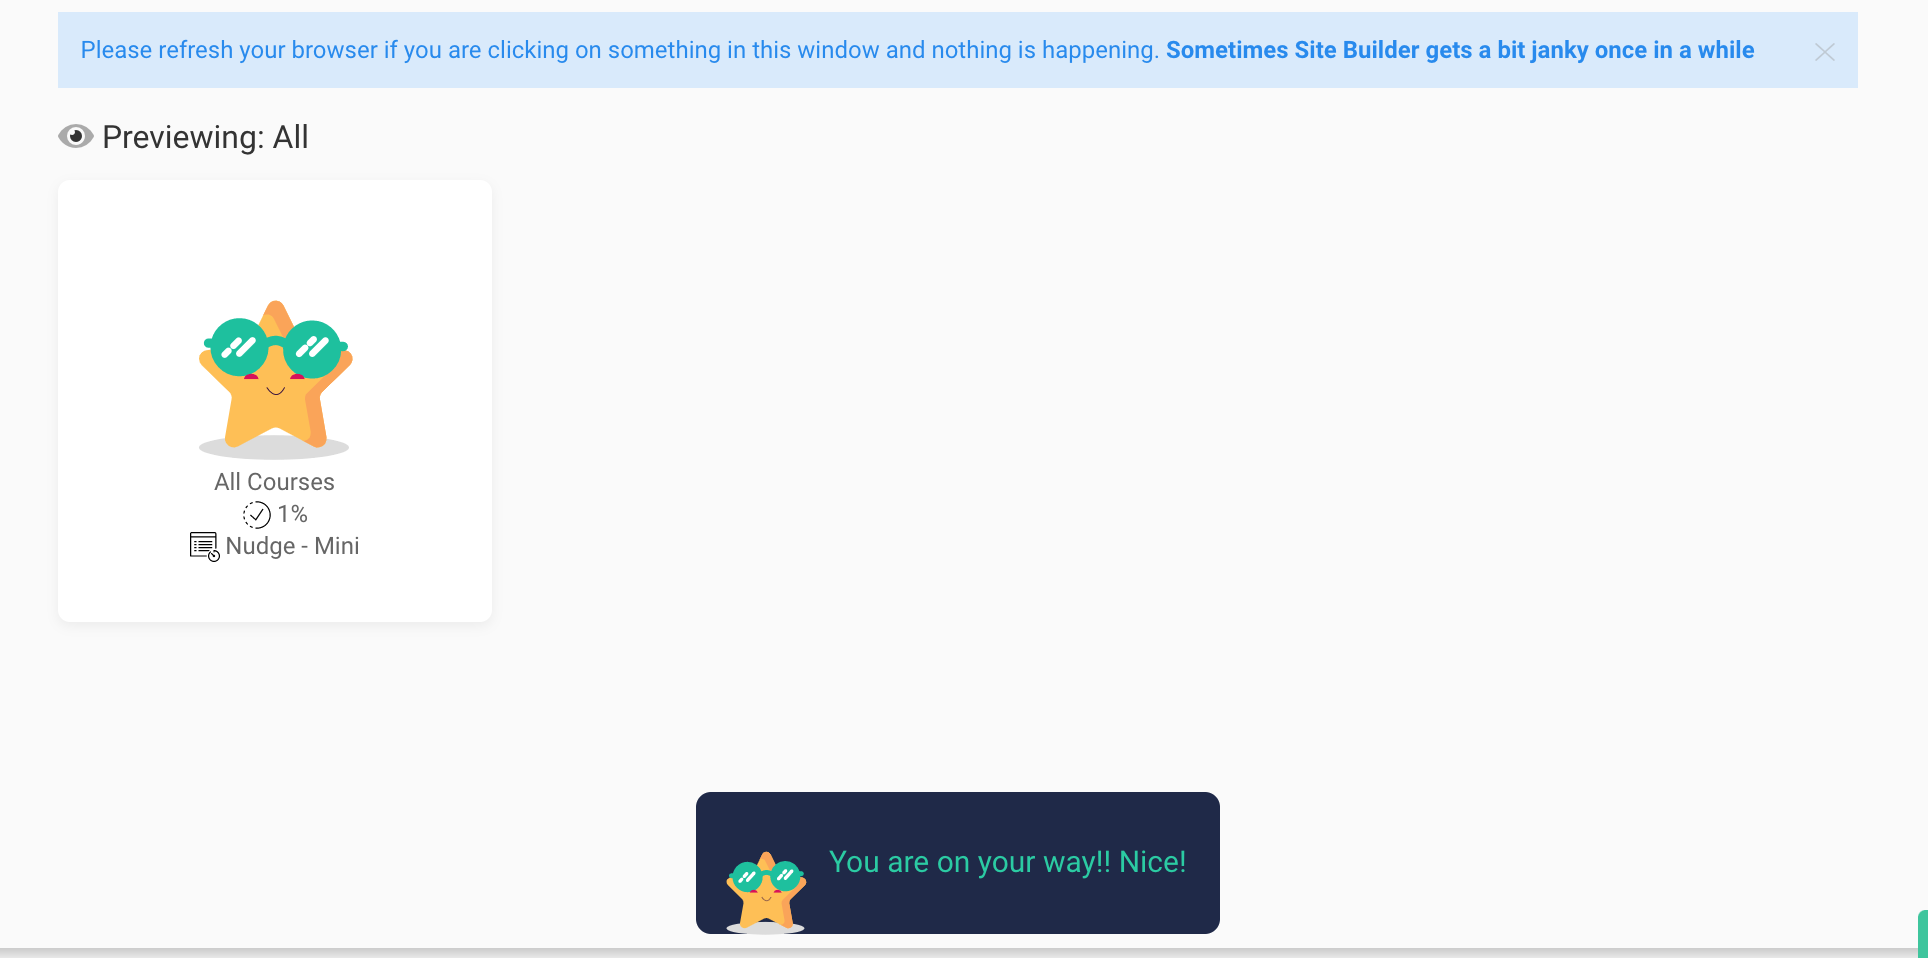 Please refresh your browser if you are clicking on something in this window and nothing is happening. Sometimes Site Builder gets a bit janky once in a while
Previewing: All
All Courses
1%
Nudge - Mini
You are on your way!! Nice!